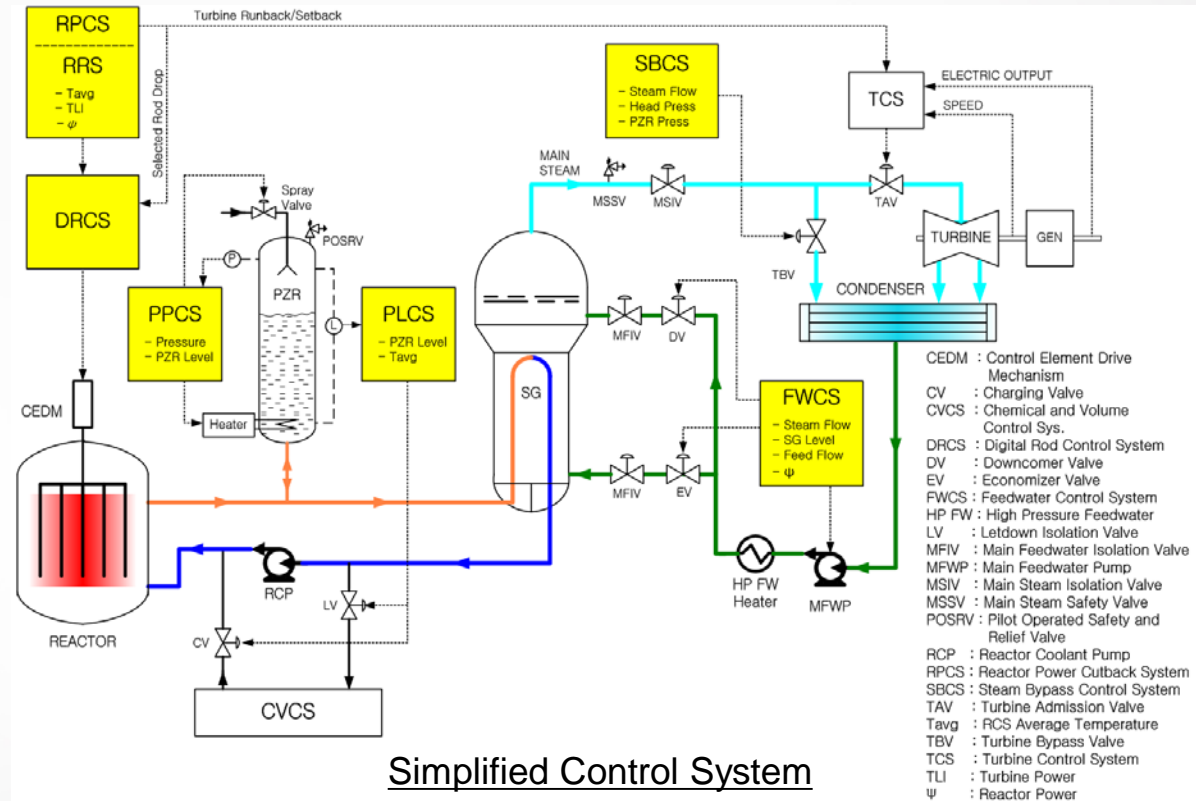 RPCS
RRS
– Tavg
– TLI
– ψ
Turbine Runback/Setback
Selected Rod Drop
DRCS
SBCS
– Steam Flow
– Head Press
– PZR Press
TCS
ELECTRIC OUTPUT
SPEED
MAIN
STEAM
MSSV
MSIV
TAV
TBV
TURBINE
GEN
CONDENSER
Spray
Valve
POSRV
P
PZR
L
PPCS
– Pressure
– PZR Level
PLCS
– PZR Level
– Tavg
Heater
CEDM
REACTOR
SG
MFIV
DV
FWCS
– Steam Flow
– SG Level
– Feed Flow
– ψ
MFIV
EV
HP FW
Heater
MFWP
RCP
LV
CV
CVCS
CEDM : Control Element Drive
Mechanism
CV : Charging Valve
CVCS : Chemical and Volume
Control Sys.
DRCS : Digital Rod Control System
DV : Downcomer Valve
EV : Economizer Valve
FWCS : Feedwater Control System
HP FW : High Pressure Feedwater
LV : Letdown Isolation Valve
MFIV : Main Feedwater Isolation Valve
MFWP : Main Feedwater Pump
MSIV : Main Steam Isolation Valve
MSSV : Main Steam Safety Valve
POSRV : Pilot Operated Safety and
Relief Valve
RCP : Reactor Coolant Pump
RPCS : Reactor Power Cutback System
SBCS : Steam Bypass Control System
TAV : Turbine Admission Valve
Tavg : RCS Average Temperature
TBV : Turbine Bypass Valve
TCS : Turbine Control System
TLI : Turbine Power
Ψ : Reactor Power
Simplified Control System